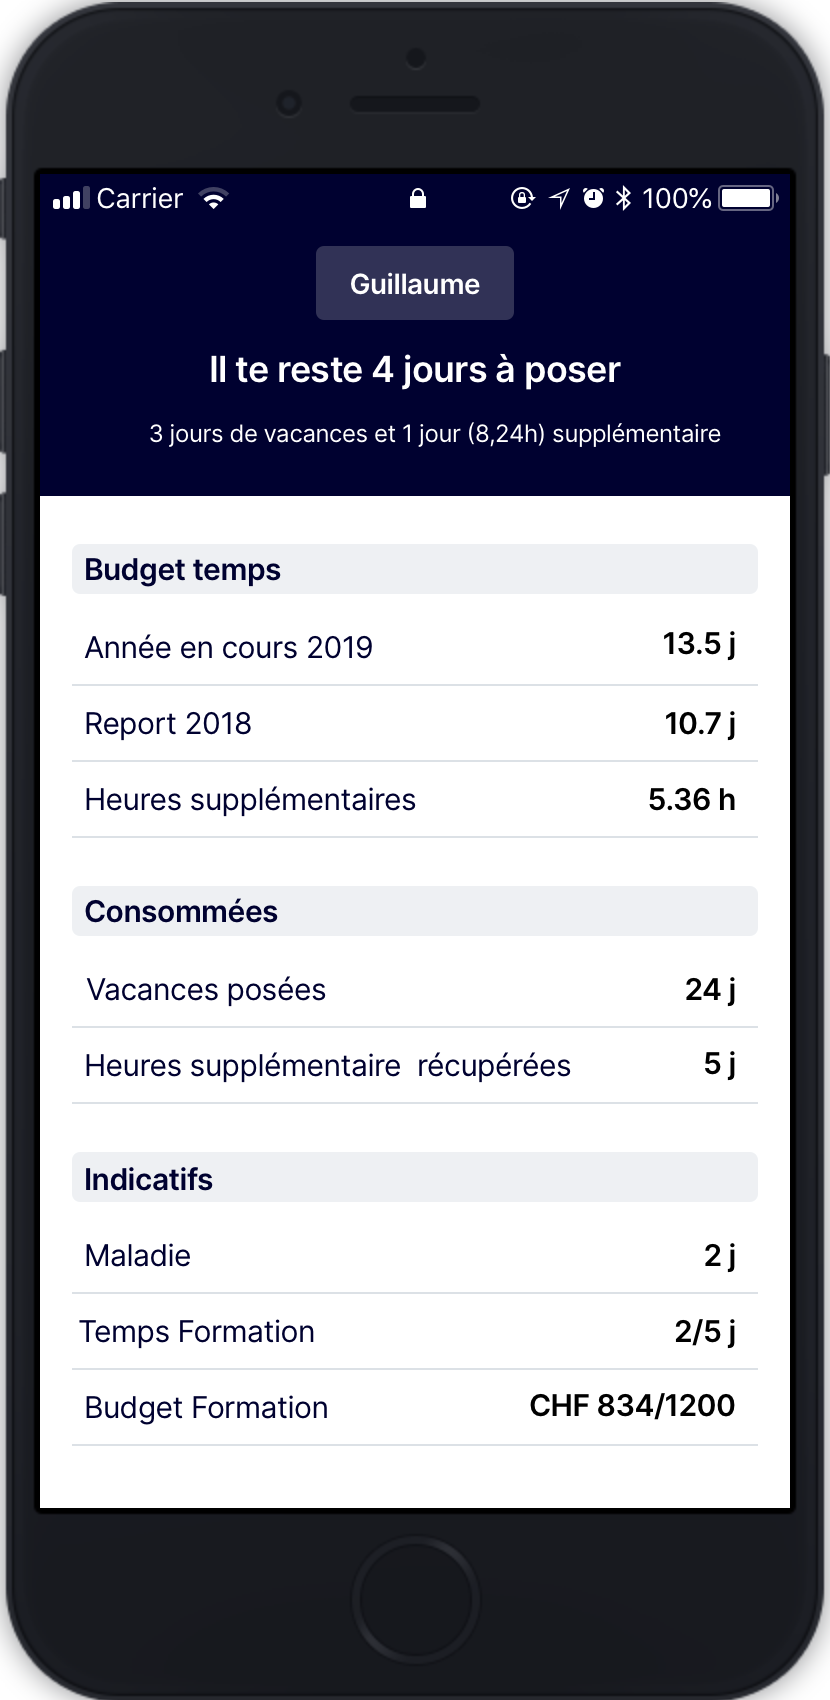 Carrier 100%
Guillaume
Il te reste 4 jours à poser
3 jours de vacances et 1 jour (8,24h) supplémentaire
Budget temps
Année en cours 2019 13.5 j
Report 2018 10.7 j
Heures supplémentaires 5.36 h
Consommées
Vacances posées 24 j
Heures supplémentaire récupérées 5 j
Indicatifs
Maladie 2 j
Temps Formation 2/5 j
Budget Formation CHF 834/1200